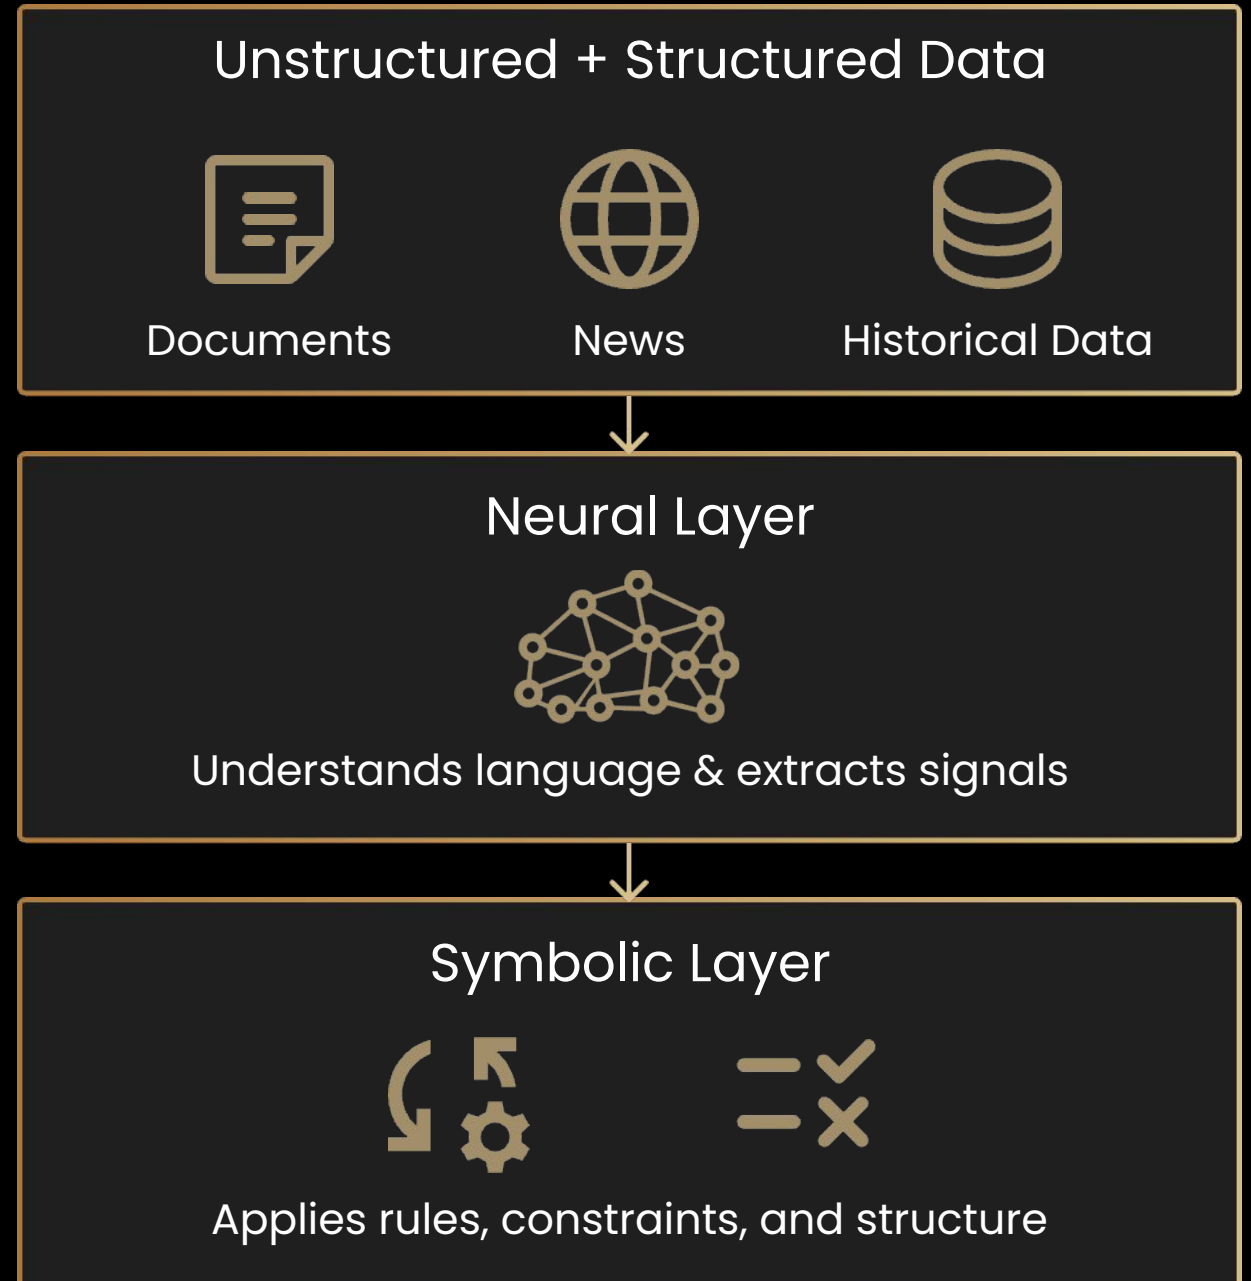 Unstructured + Structured Data
Documents
News
Historical Data
Neural Layer
Understands language & extracts signals
Symbolic Layer
Applies rules, constraints, and structure